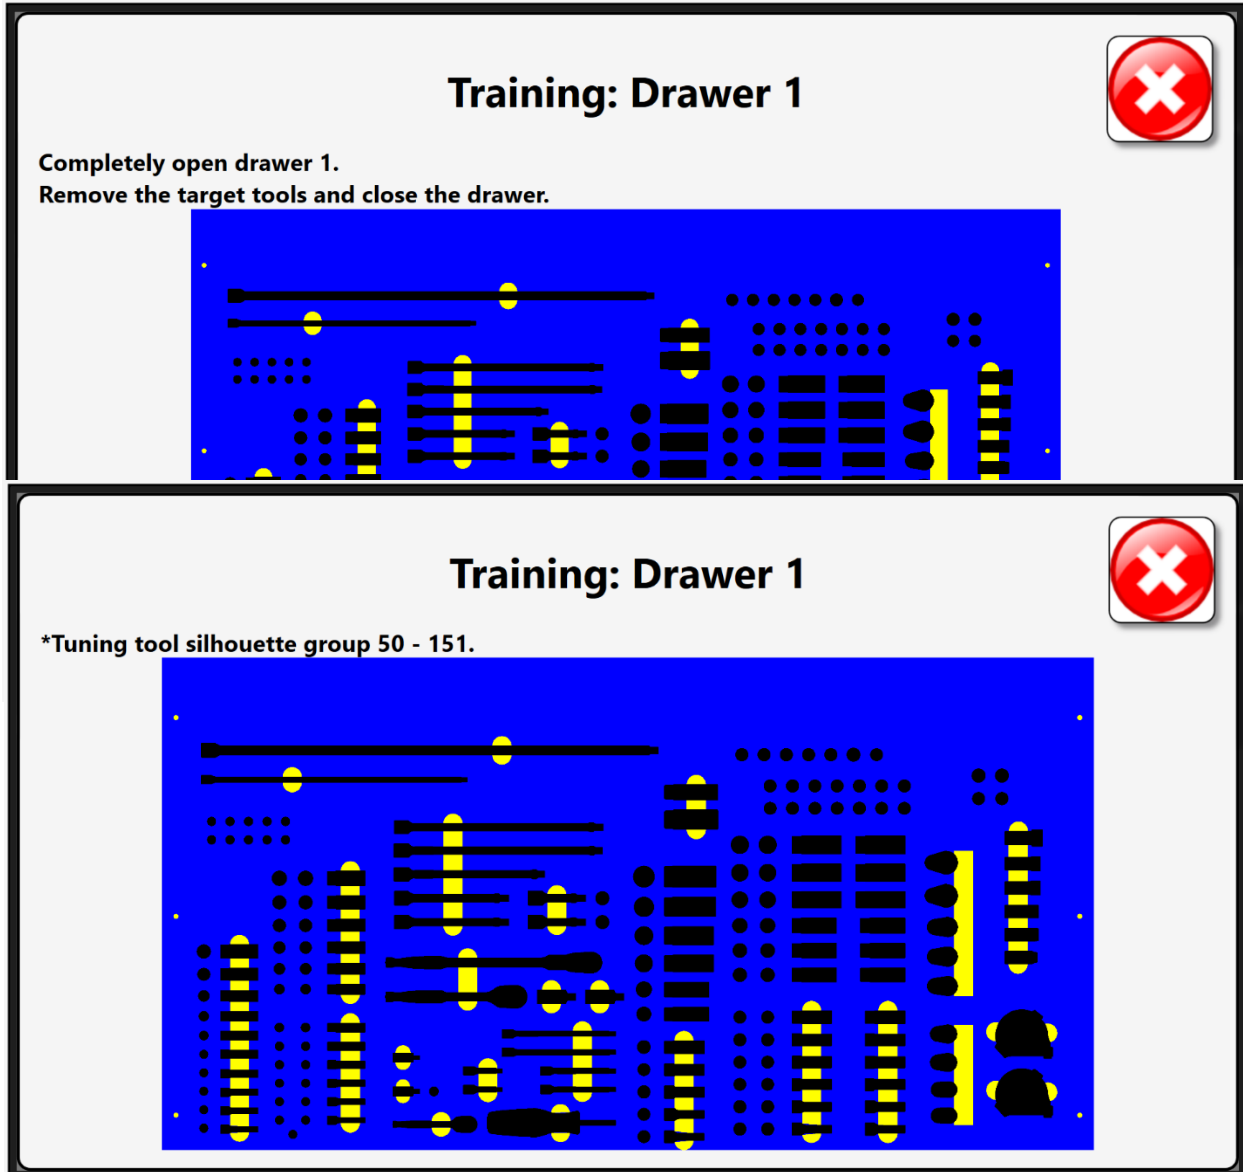 Training: Drawer 1
Completely open drawer 1.
Remove the target tools and close the drawer.
Training: Drawer 1
*Tuning tool silhouette group 50 - 151.